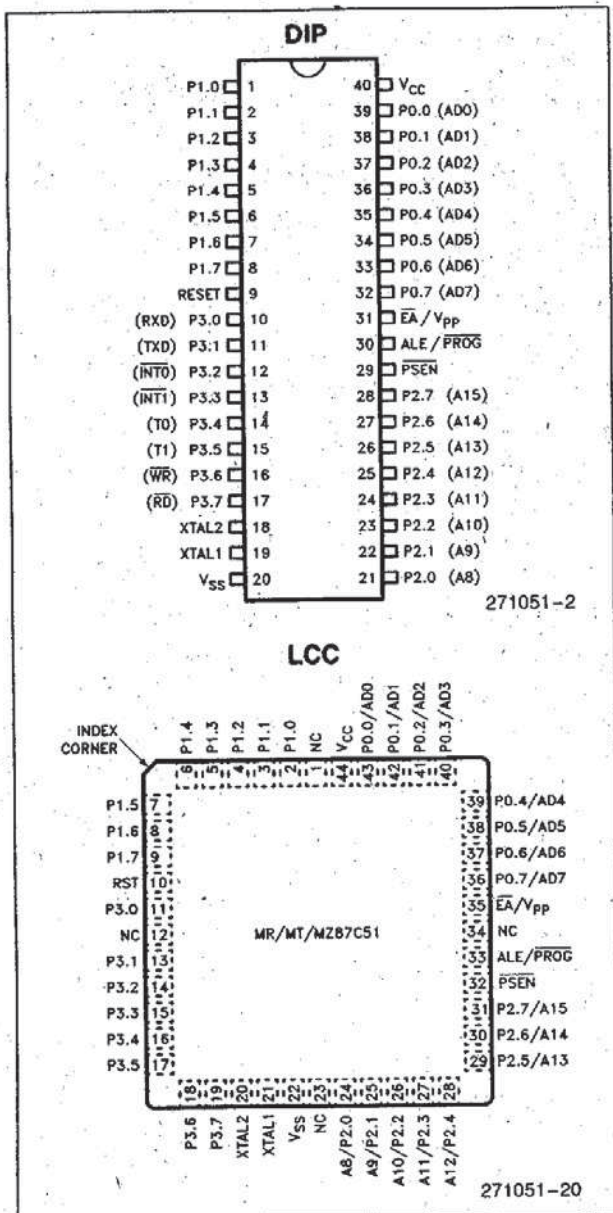 DIP
P1.0 1 40 VCC
P1.1 2 39 P0.0 (AD0)
P1.2 3 38 P0.1 (AD1)
P1.3 4 37 P0.2 (AD2)
P1.4 5 36 P0.3 (AD3)
P1.5 6 35 P0.4 (AD4)
P1.6 7 34 P0.5 (AD5)
P1.7 8 33 P0.6 (AD6)
RESET 9 32 P0.7 (AD7)
(RXD) P3.0 10 31 E̅A̅/VPP
(TXD) P3.1 11 30 ALE/P̅R̅O̅G̅
(I̅N̅T̅0̅) P3.2 12 29 P̅S̅E̅N̅
(I̅N̅T̅1̅) P3.3 13 28 P2.7 (A15)
(T0) P3.4 14 27 P2.6 (A14)
(T1) P3.5 15 26 P2.5 (A13)
(W̅R̅) P3.6 16 25 P2.4 (A12)
(R̅D̅) P3.7 17 24 P2.3 (A11)
XTAL2 18 23 P2.2 (A10)
XTAL1 19 22 P2.1 (A9)
VSS 20 21 P2.0 (A8)
271051-2
LCC
INDEX
CORNER
P1.4 P1.3 P1.2 P1.1 P1.0 NC VCC P0.0/AD0 P0.1/AD1 P0.2/AD2 P0.3/AD3
6 5 4 3 2 1 44 43 42 41 40
P1.5 7 39 P0.4/AD4
P1.6 8 38 P0.5/AD5
P1.7 9 37 P0.6/AD6
RST 10 36 P0.7/AD7
P3.0 11 35 E̅A̅/VPP
NC 12 MR/MT/MZ87C51 34 NC
P3.1 13 33 ALE/P̅R̅O̅G̅
P3.2 14 32 P̅S̅E̅N̅
P3.3 15 31 P2.7/A15
P3.4 16 30 P2.6/A14
P3.5 17 29 P2.5/A13
18 19 20 21 22 23 24 25 26 27 28
P3.6 P3.7 XTAL2 XTAL1 VSS NC A8/P2.0 A9/P2.1 A10/P2.2 A11/P2.3 A12/P2.4
271051-20